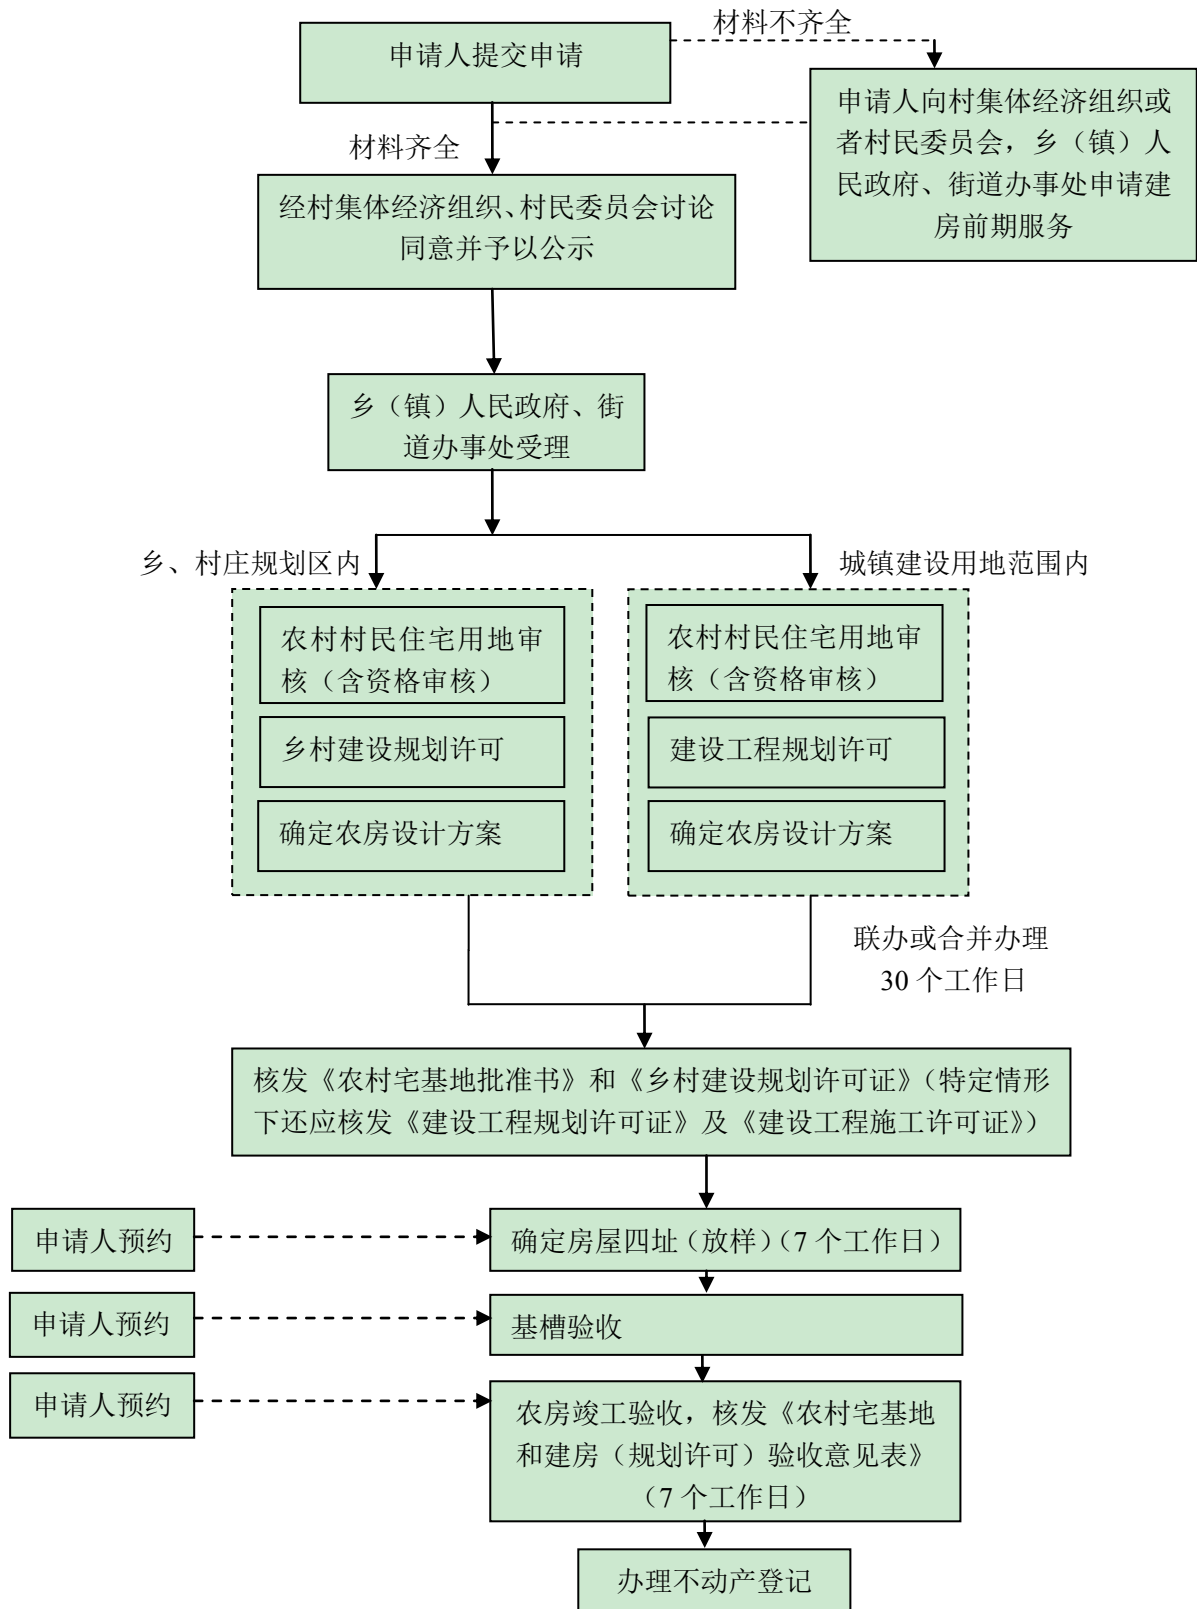 材料不齐全
申请人提交申请
申请人向村集体经济组织或
者村民委员会，乡（镇）人
民政府、街道办事处申请建
房前期服务
材料齐全
经村集体经济组织、村民委员会讨论
同意并予以公示
乡（镇）人民政府、街
道办事处受理
乡、村庄规划区内
城镇建设用地范围内
农村村民住宅用地审
核（含资格审核）
乡村建设规划许可
确定农房设计方案
农村村民住宅用地审
核（含资格审核）
建设工程规划许可
确定农房设计方案
联办或合并办理
30 个工作日
核发《农村宅基地批准书》和《乡村建设规划许可证》（特定情形
下还应核发《建设工程规划许可证》及《建设工程施工许可证》）
申请人预约
确定房屋四址（放样）（7 个工作日）
申请人预约
基槽验收
申请人预约
农房竣工验收，核发《农村宅基地
和建房（规划许可）验收意见表》
（7 个工作日）
办理不动产登记